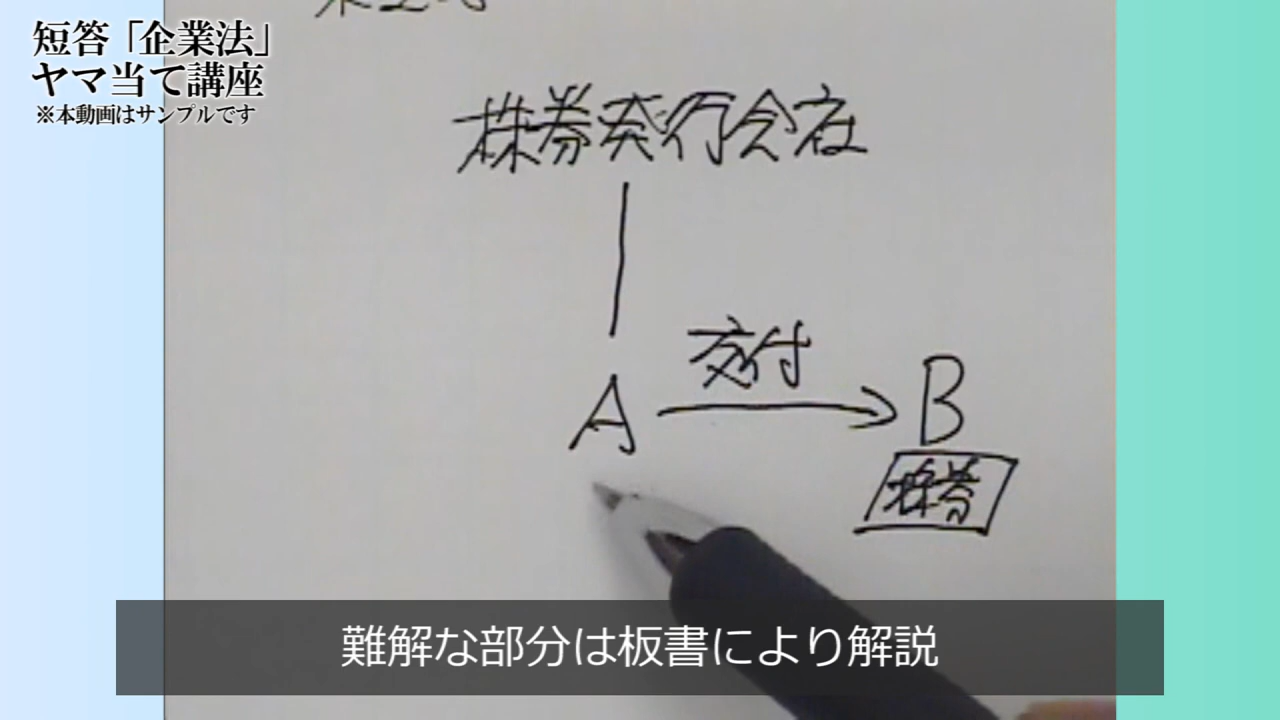 短答「企業法」
ヤマ当て講座
※本動画はサンプルです
株券発行会社
交付
A
B
株券
難解な部分は板書により解説